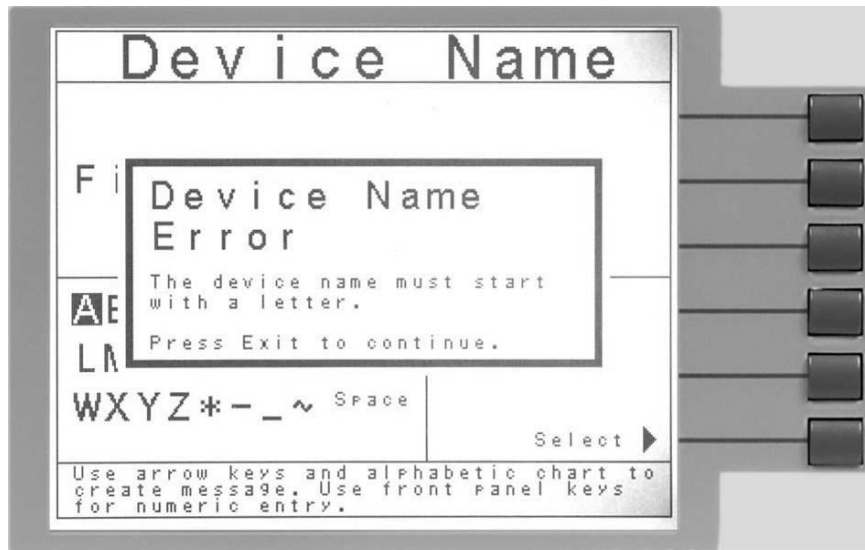 Device Name
Fi
Device Name
Error
The device name must start
with a letter.
Press Exit to continue.
A
L
WXYZ*-_~ Space
Select
Use arrow keys and alphabetic chart to
create message. Use front panel keys
for numeric entry.